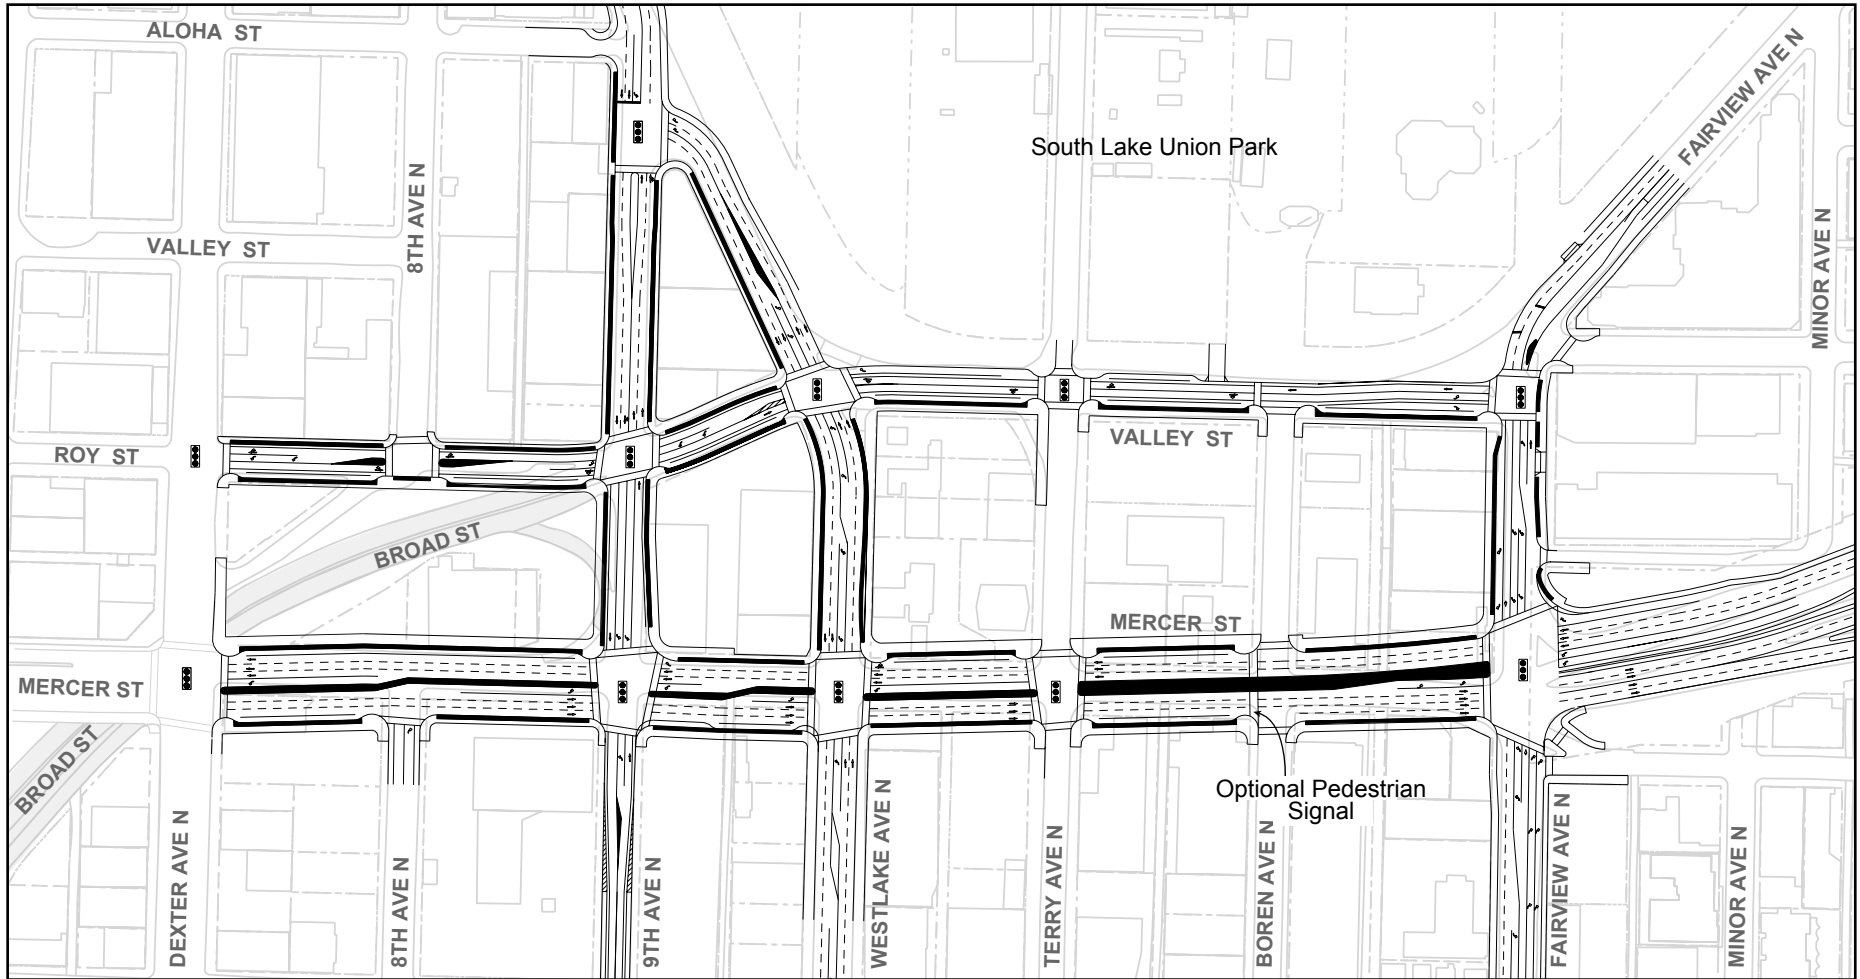 ALOHA ST
FAIRVIEW AVE N
South Lake Union Park
8TH AVE N
MINOR AVE N
VALLEY ST
VALLEY ST
ROY ST
BROAD ST
MERCER ST
MERCER ST
BROAD ST
Optional Pedestrian
Signal
DEXTER AVE N
8TH AVE N
9TH AVE N
WESTLAKE AVE N
TERRY AVE N
BOREN AVE N
FAIRVIEW AVE N
MINOR AVE N